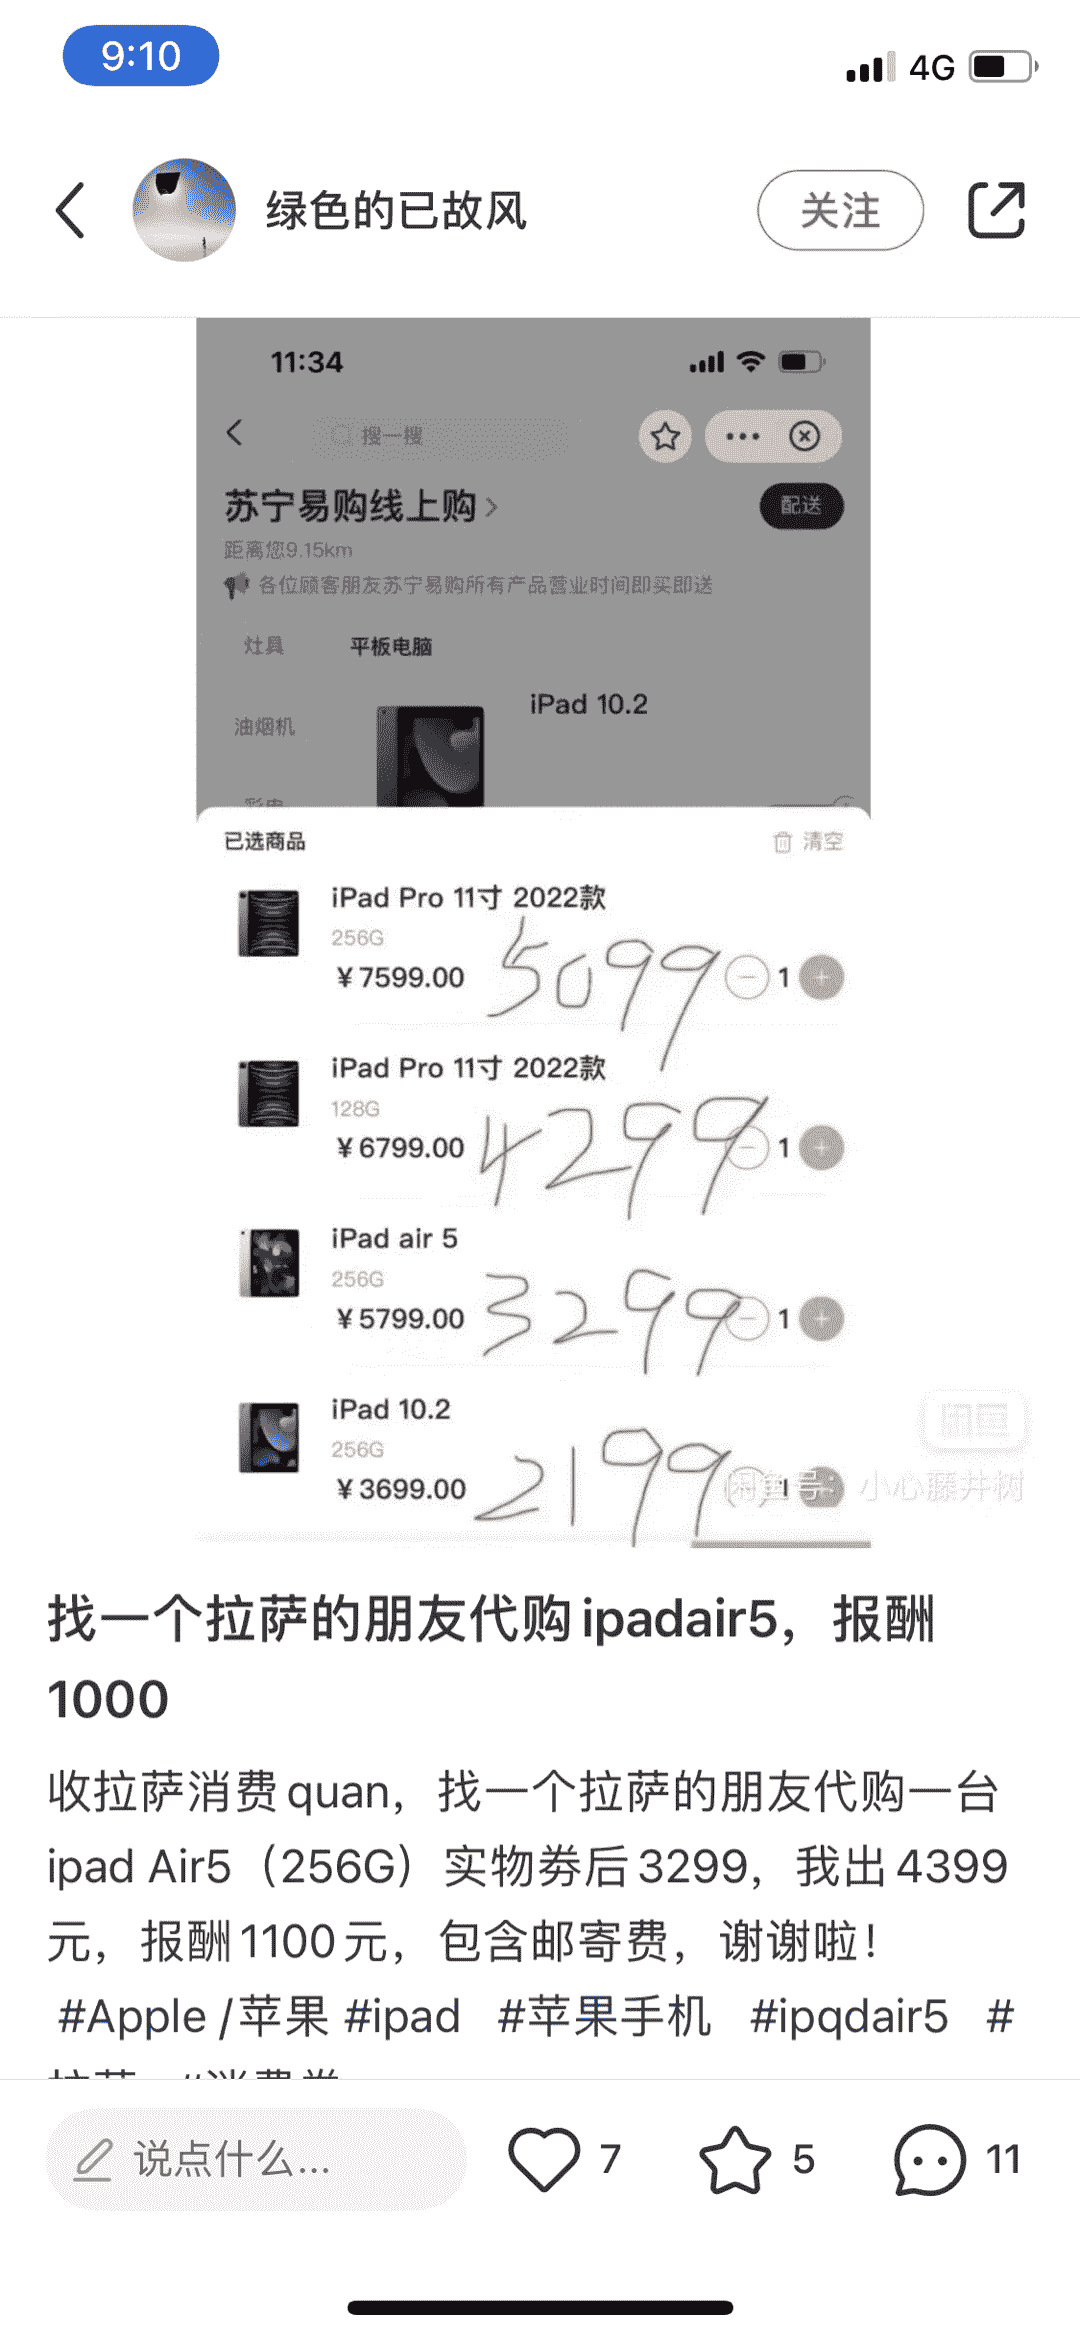 9:10
4G
绿色的已故风
关注
11:34
搜一搜
苏宁易购线上购
配送
距离您9.15km
各位顾客朋友苏宁易购所有产品营业时间即买即送
灶具
平板电脑
iPad 10.2
油烟机
已选商品
清空
iPad Pro 11寸 2022款
256G
¥7599.00
5099
1
iPad Pro 11寸 2022款
128G
¥6799.00
4299
1
iPad air 5
256G
¥5799.00
3299
1
iPad 10.2
256G
¥3699.00
2199
1
闲鱼
闲鱼号：小心藤井树
找一个拉萨的朋友代购ipadair5，报酬
1000
收拉萨消费quan，找一个拉萨的朋友代购一台
ipad Air5（256G）实物券后3299，我出4399
元，报酬1100元，包含邮寄费，谢谢啦！
#Apple /苹果 #ipad #苹果手机 #ipqdair5 #
说点什么...
7
5
11